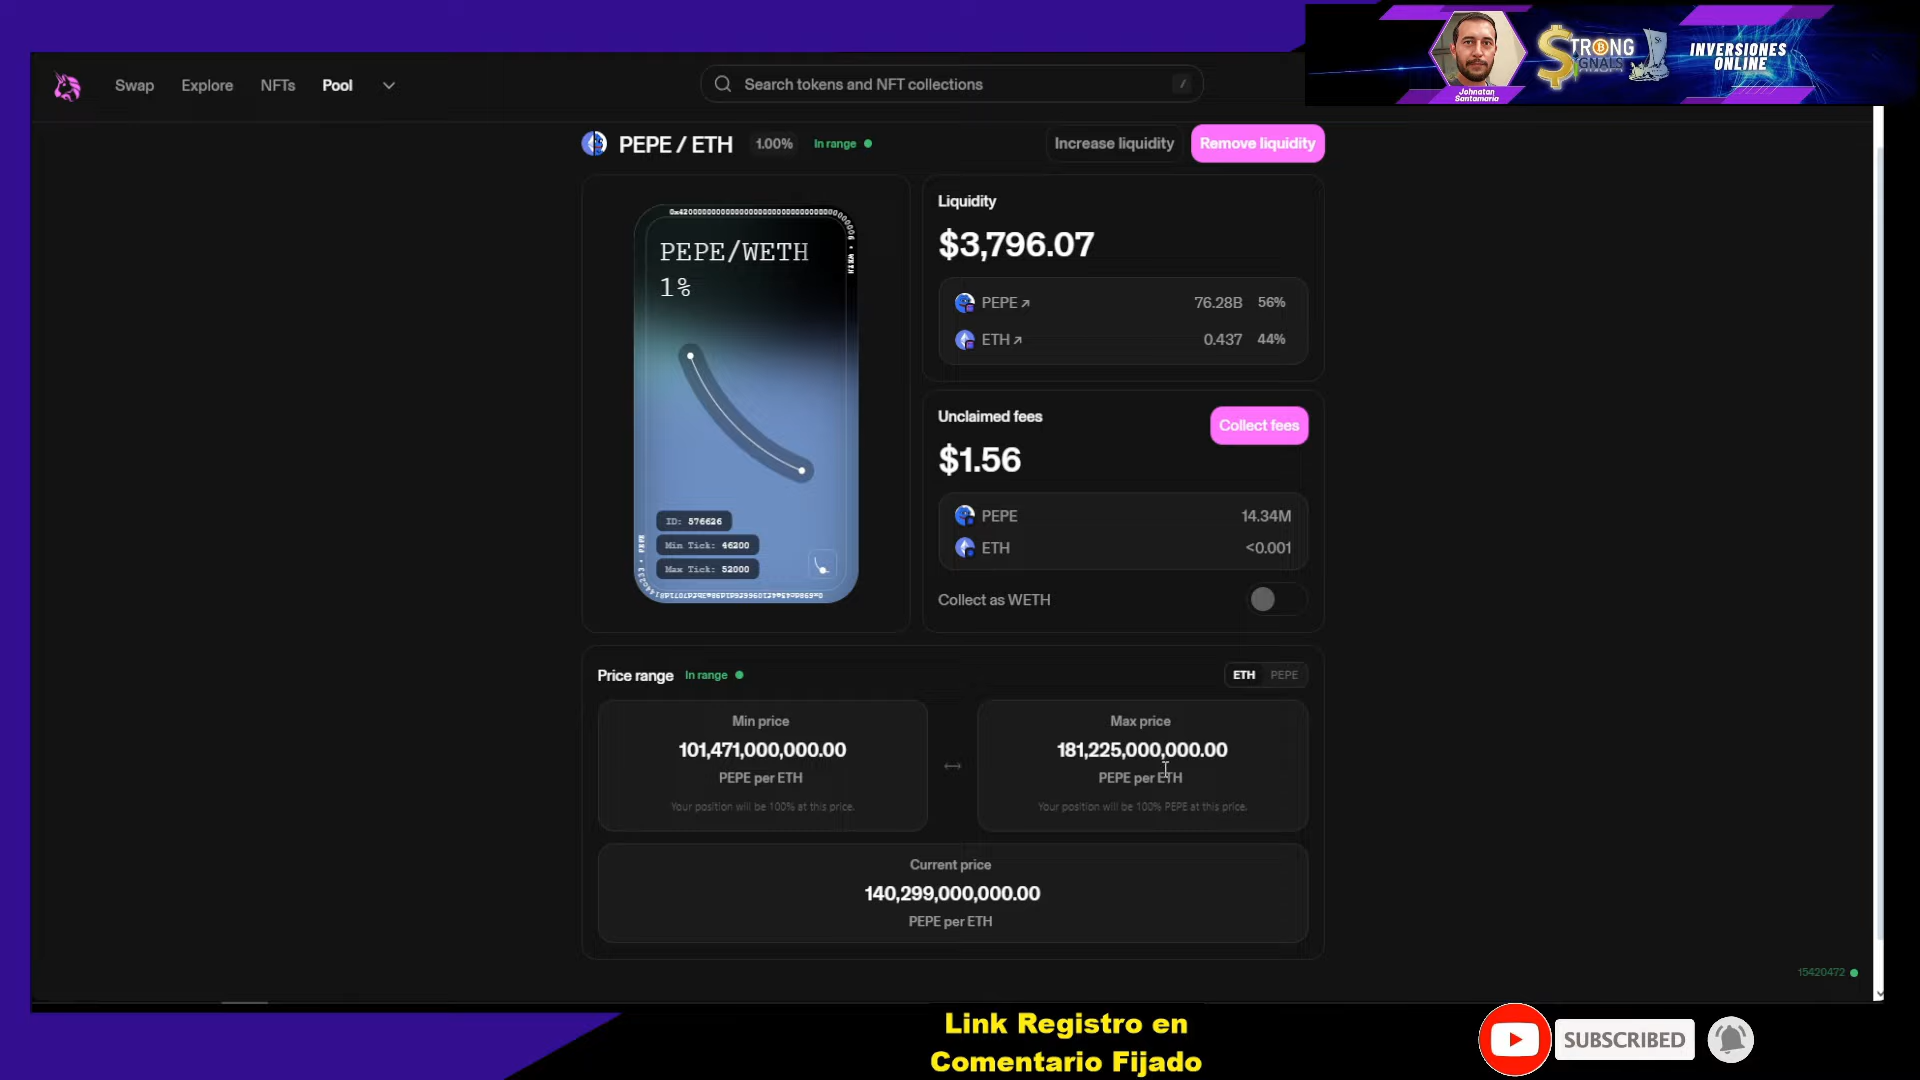 Johnatan
Santamaria
STRONG
SIGNALS
INVERSIONES
ONLINE
Swap
Explore
NFTs
Pool
Search tokens and NFT collections
/
PEPE / ETH
1.00%
In range
Increase liquidity
Remove liquidity
PEPE/WETH
1%
ID: 576626
Min Tick: 46200
Max Tick: 52000
Liquidity
$3,796.07
PEPE ↗ 76.28B 56%
ETH ↗ 0.437 44%
Unclaimed fees
Collect fees
$1.56
PEPE 14.34M
ETH <0.001
Collect as WETH
Price range
In range
ETH PEPE
Min price
101,471,000,000.00
PEPE per ETH
Your position will be 100% at this price.
Max price
181,225,000,000.00
PEPE per ETH
Your position will be 100% PEPE at this price.
Current price
140,299,000,000.00
PEPE per ETH
15420472
Link Registro en
Comentario Fijado
SUBSCRIBED